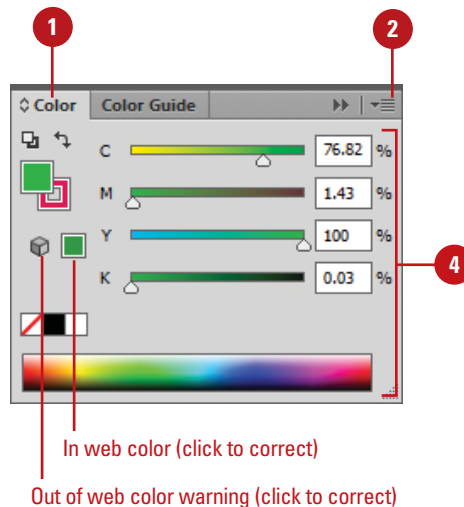 1
2
Color Color Guide
C 76.82 %
M 1.43 %
Y 100 %
K 0.03 %
4
In web color (click to correct)
Out of web color warning (click to correct)